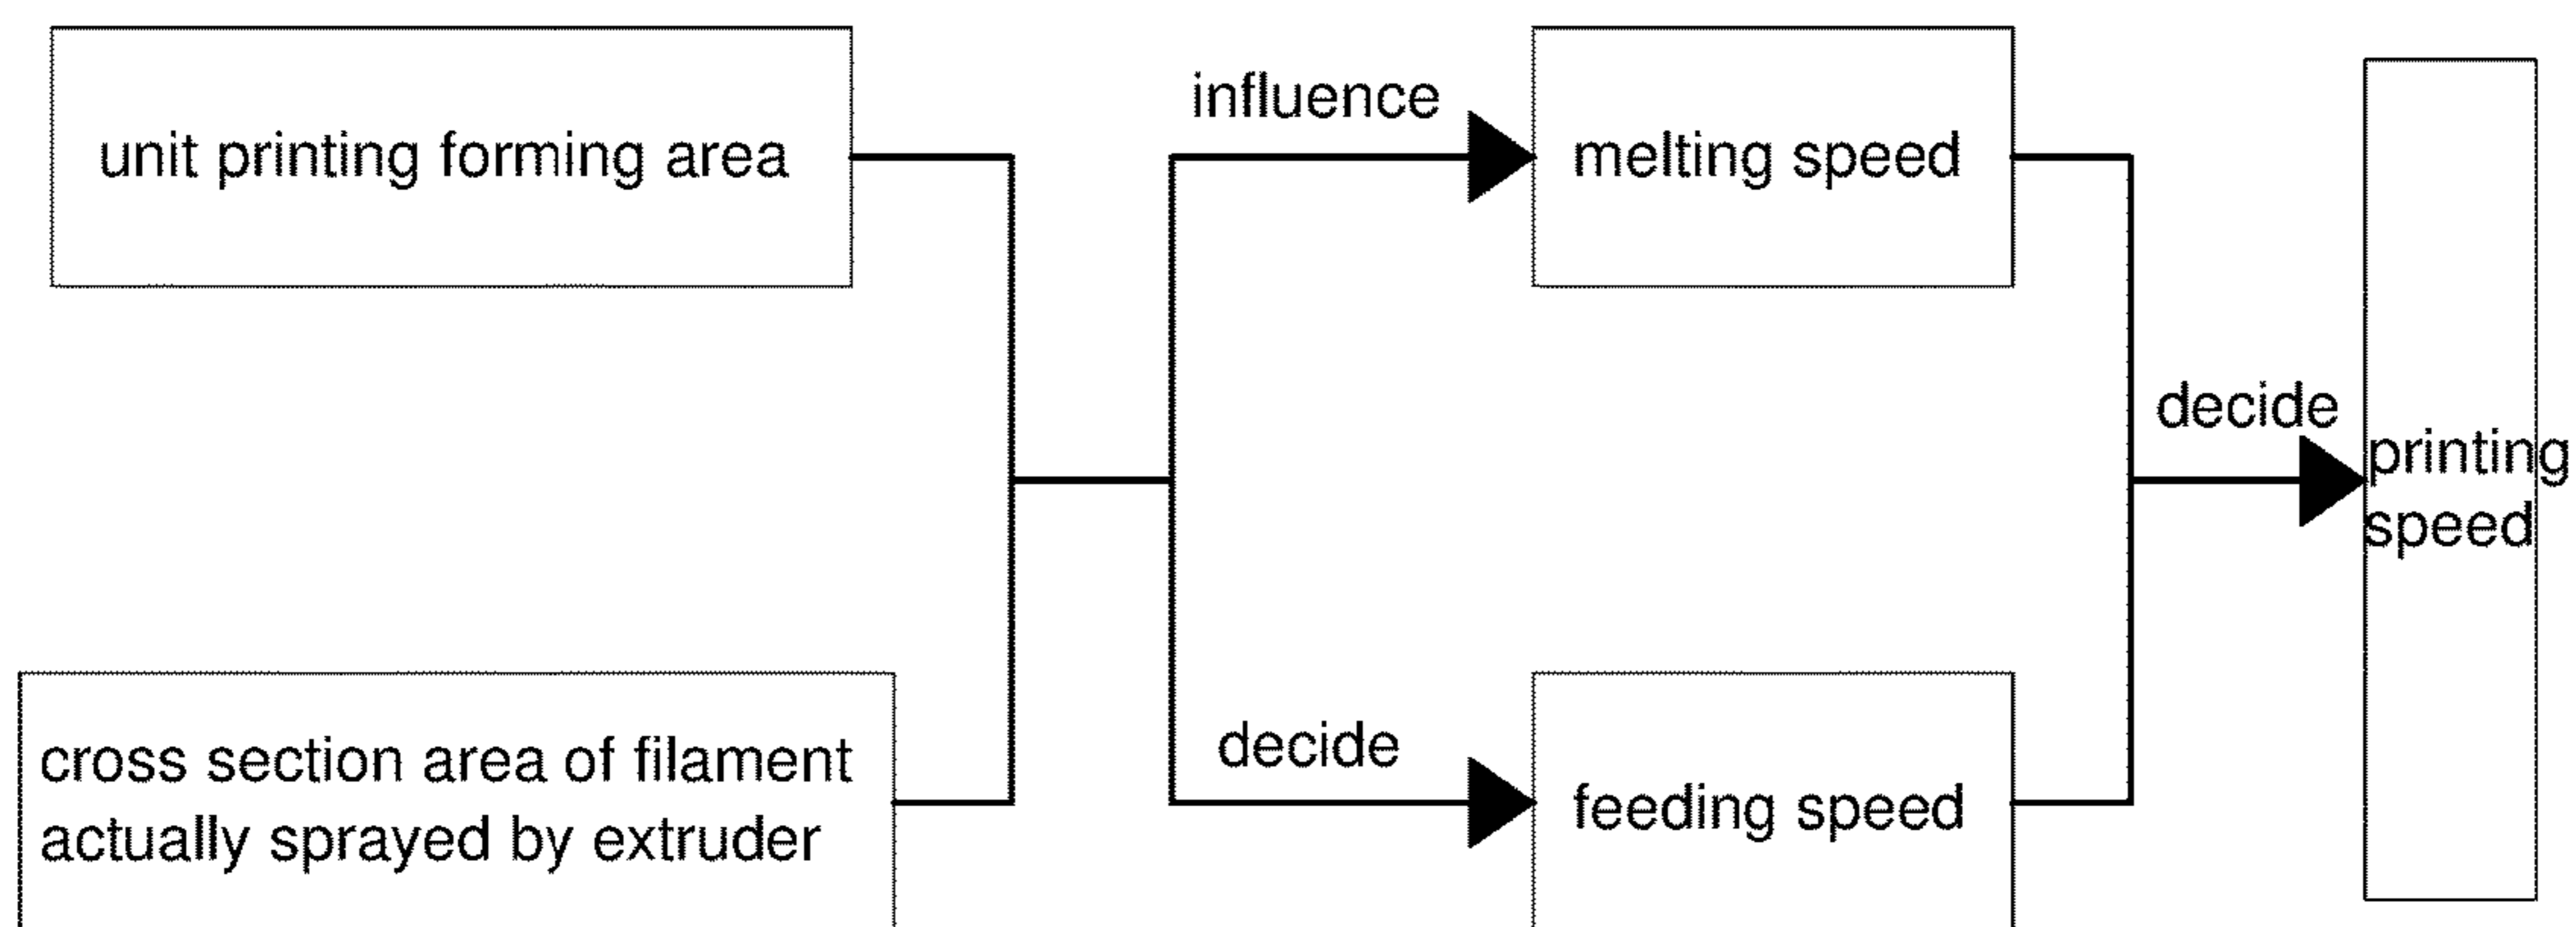 unit printing forming area
influence
melting speed
decide
printing
speed
cross section area of filament
actually sprayed by extruder
decide
feeding speed